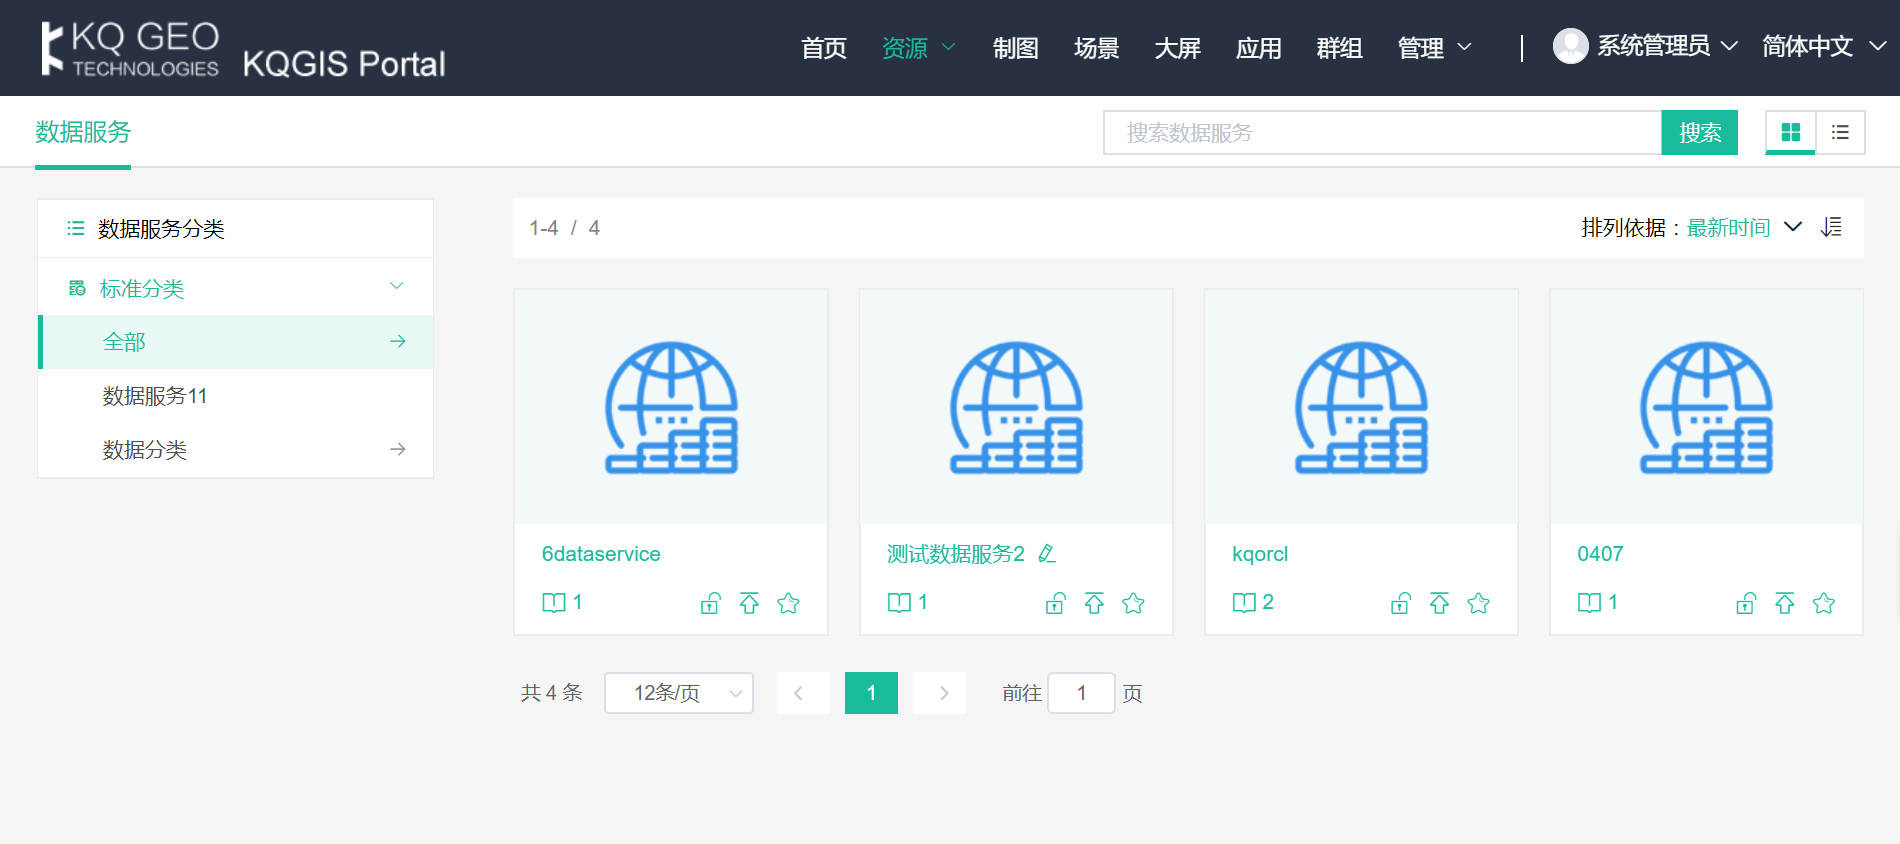 KQ GEO
TECHNOLOGIES
KQGIS Portal
首页 资源 制图 场景 大屏 应用 群组 管理 系统管理员 简体中文
数据服务
搜索数据服务 搜索
数据服务分类
标准分类
全部
数据服务11
数据分类
1-4 / 4
排列依据：最新时间
6dataservice
1
测试数据服务2
1
kqorcl
2
0407
1
共 4 条 12条/页 1 前往 1 页